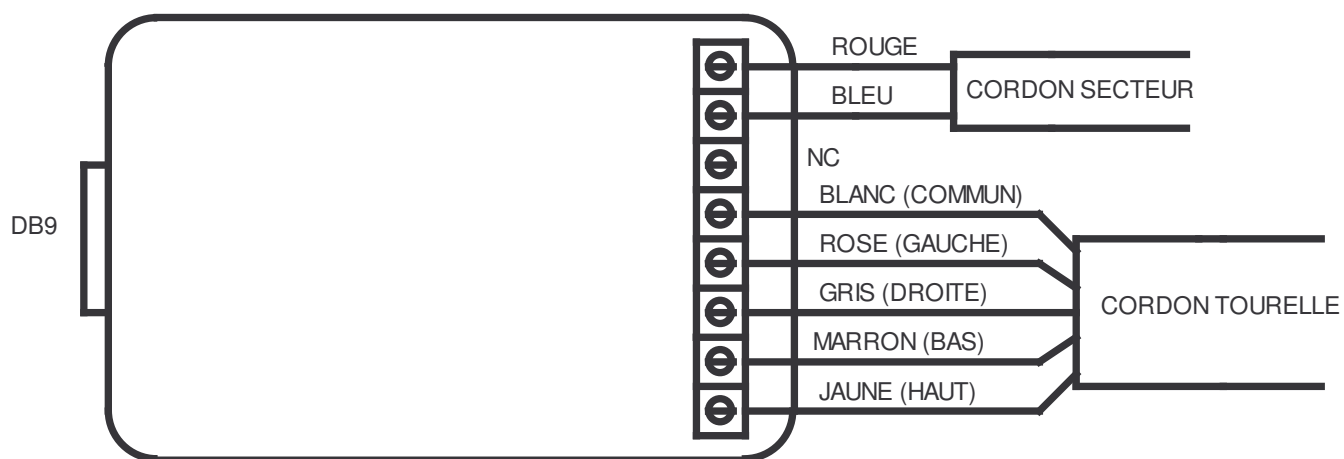 ROUGE
CORDON SECTEUR
BLEU
NC
BLANC (COMMUN)
DB9
ROSE (GAUCHE)
GRIS (DROITE)
CORDON TOURELLE
MARRON (BAS)
JAUNE (HAUT)